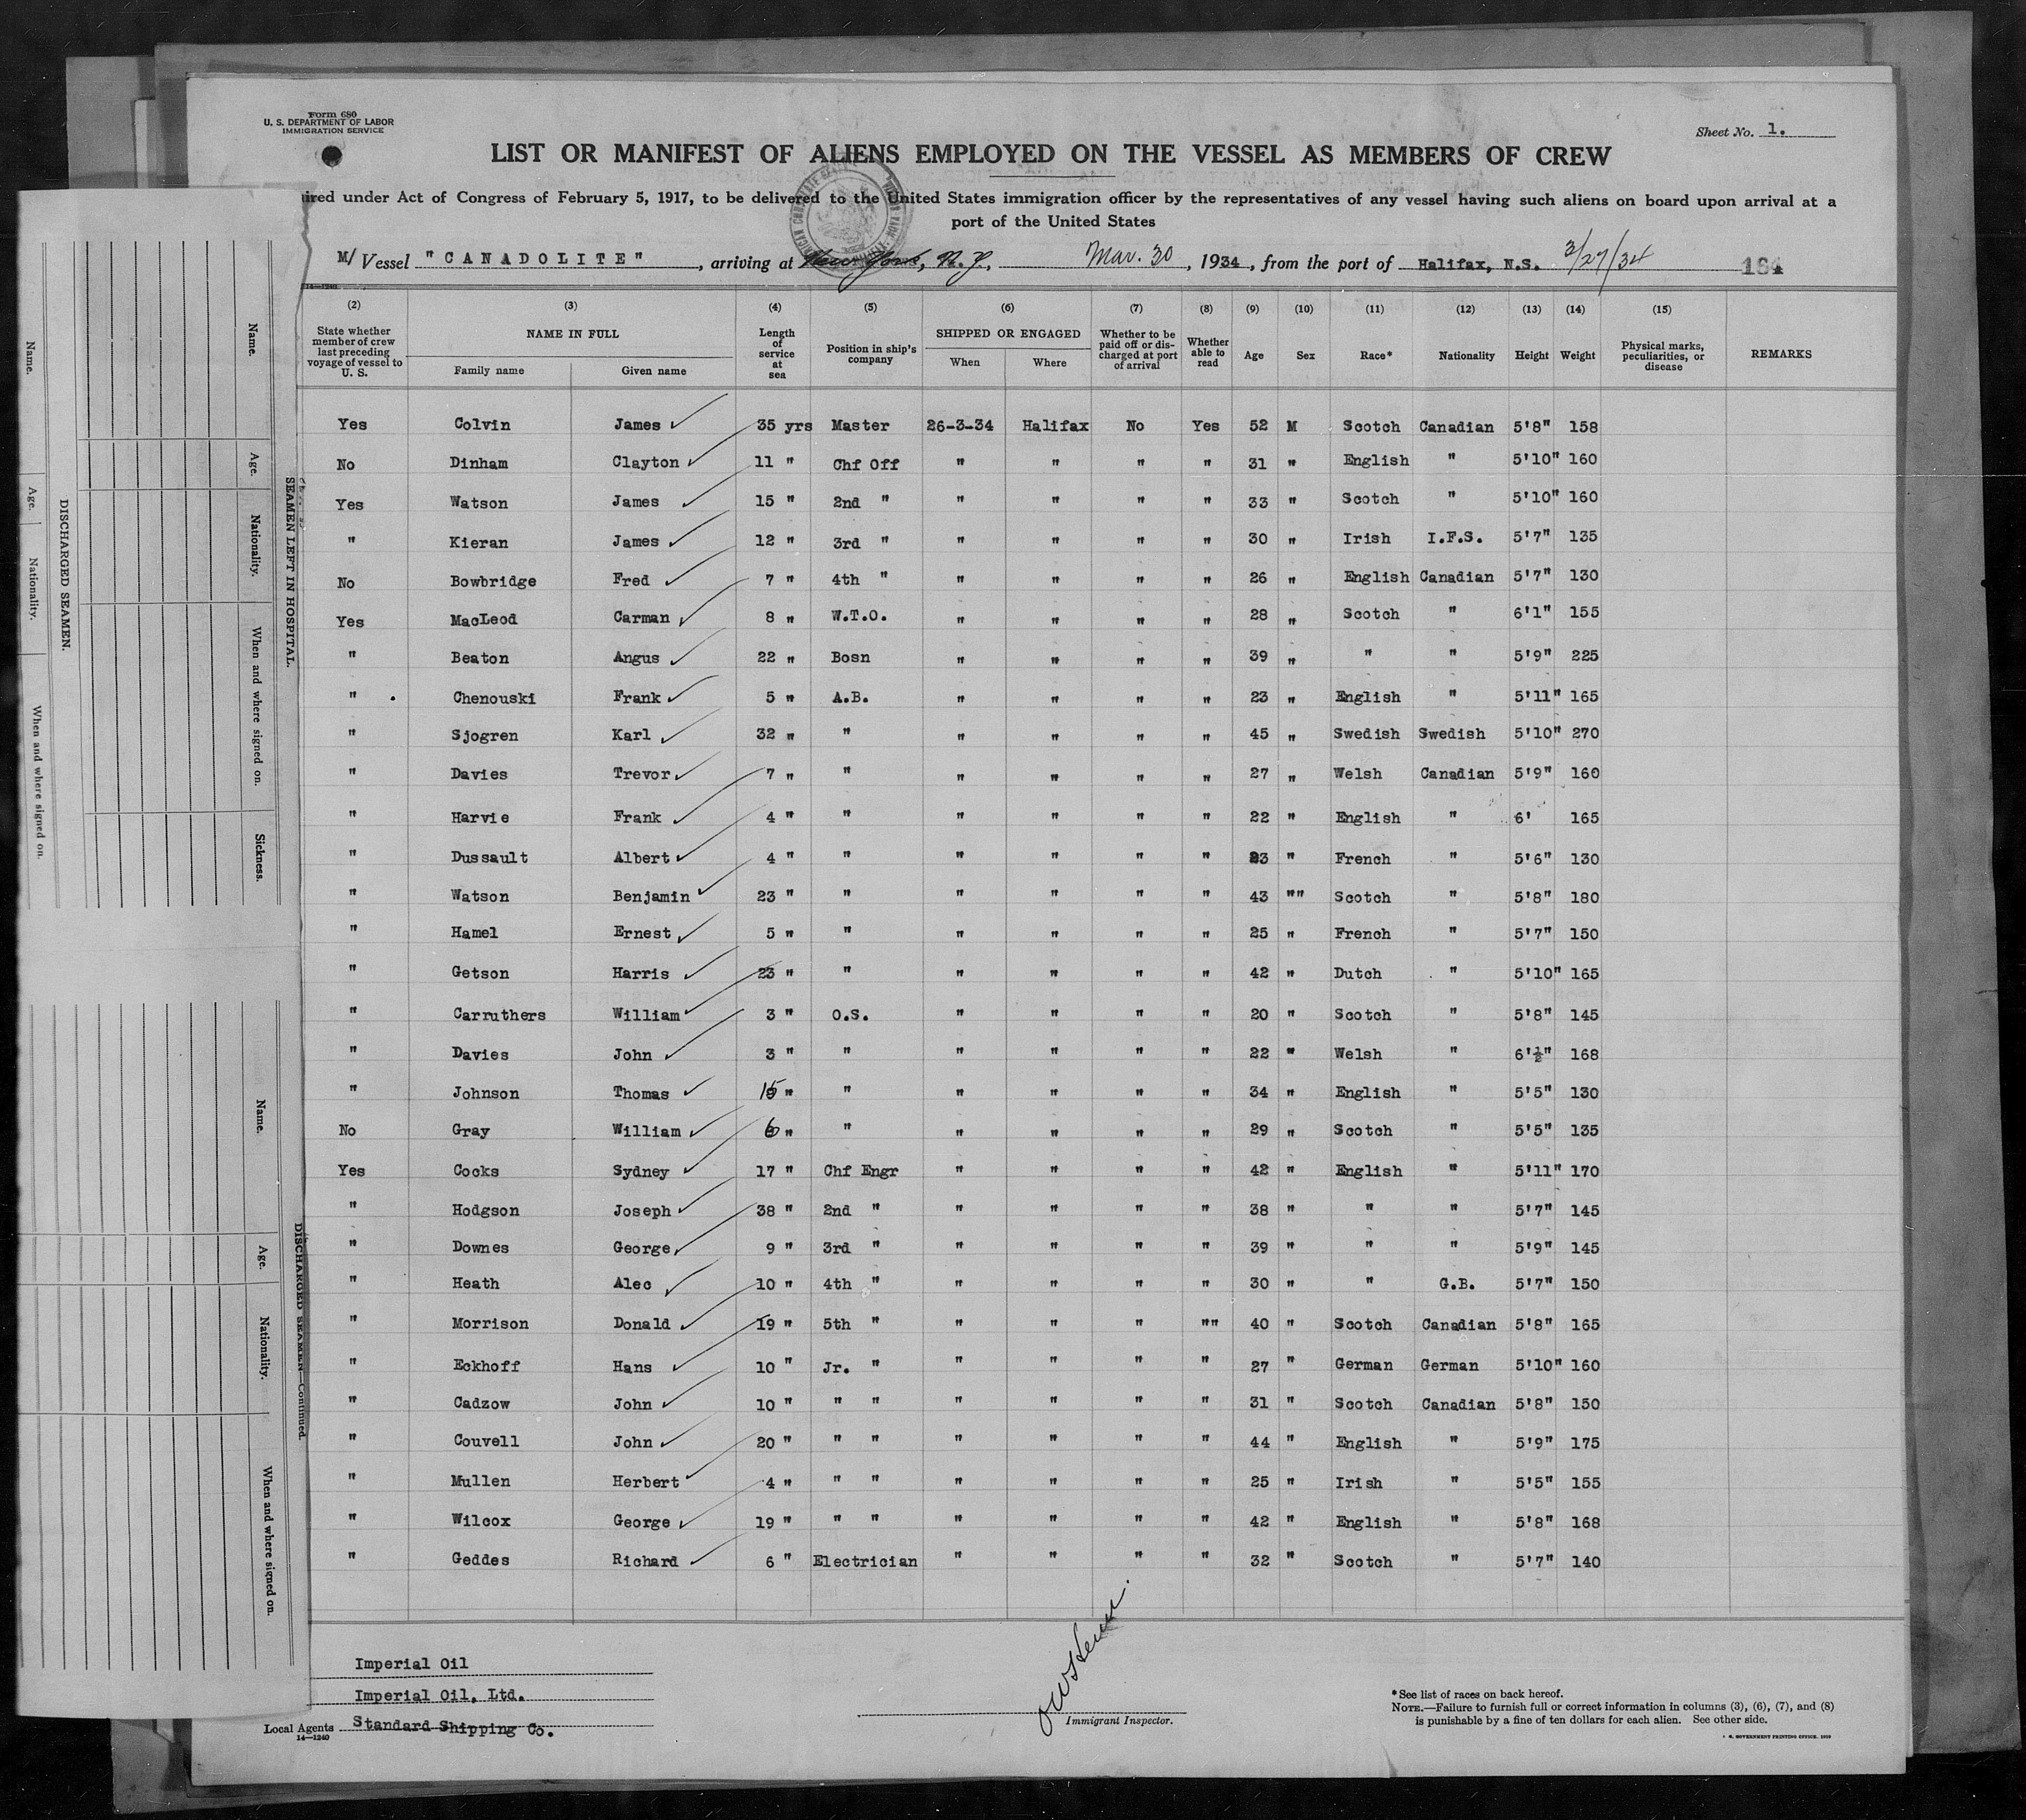 Form 680
U. S. DEPARTMENT OF LABOR
IMMIGRATION SERVICE
Sheet No. 1.
LIST OR MANIFEST OF ALIENS EMPLOYED ON THE VESSEL AS MEMBERS OF CREW
ired under Act of Congress of February 5, 1917, to be delivered to the United States immigration officer by the representatives of any vessel having such aliens on board upon arrival at a
port of the United States
M/ Vessel "CANADOLITE", arriving at New York, N.Y., Mar. 30, 1934, from the port of Halifax, N.S. 3/27/34 184
14—1240
(2) (3) (4) (5) (6) (7) (8) (9) (10) (11) (12) (13) (14) (15)
State whether member of crew last preceding voyage of vessel to U. S. NAME IN FULL Family name Given name Length of service at sea Position in ship's company SHIPPED OR ENGAGED When Where Whether to be paid off or discharged at port of arrival Whether able to read Age Sex Race* Nationality Height Weight Physical marks, peculiarities, or disease REMARKS
Yes Colvin James 35 yrs Master 26-3-34 Halifax No Yes 52 M Scotch Canadian 5'8" 158
No Dinham Clayton 11 " Chf Off " " " " 31 " English " 5'10" 160
Yes Watson James 15 " 2nd " " " " " 33 " Scotch " 5'10" 160
" Kieran James 12 " 3rd " " " " " 30 " Irish I.F.S. 5'7" 135
No Bowbridge Fred 7 " 4th " " " " " 26 " English Canadian 5'7" 130
Yes MacLeod Carman 8 " W.T.O. " " " " 28 " Scotch " 6'1" 155
" Beaton Angus 22 " Bosn " " " " 39 " " " 5'9" 225
" . Chenouski Frank 5 " A.B. " " " " 23 " English " 5'11" 165
" Sjogren Karl 32 " " " " " " 45 " Swedish Swedish 5'10" 270
" Davies Trevor 7 " " " " " " 27 " Welsh Canadian 5'9" 160
" Harvie Frank 4 " " " " " " 22 " English " 6' 165
" Dussault Albert 4 " " " " " " 23 " French " 5'6" 130
" Watson Benjamin 23 " " " " " " 43 "" Scotch " 5'8" 180
" Hamel Ernest 5 " " " " " " 25 " French " 5'7" 150
" Getson Harris 23 " " " " " " 42 " Dutch " 5'10" 165
" Carruthers William 3 " O.S. " " " " 20 " Scotch " 5'8" 145
" Davies John 3 " " " " " " 22 " Welsh " 6'½" 168
" Johnson Thomas 15 " " " " " " 34 " English " 5'5" 130
No Gray William 6 " " " " " " 29 " Scotch " 5'5" 135
Yes Cocks Sydney 17 " Chf Engr " " " " 42 " English " 5'11" 170
" Hodgson Joseph 38 " 2nd " " " " " 38 " " " 5'7" 145
" Downes George 9 " 3rd " " " " " 39 " " " 5'9" 145
" Heath Alec 10 " 4th " " " " " 30 " " G.B. 5'7" 150
" Morrison Donald 19 " 5th " " " " "" 40 " Scotch Canadian 5'8" 165
" Eckhoff Hans 10 " Jr. " " " " " 27 " German German 5'10" 160
" Cadzow John 10 " " " " " " " 31 " Scotch Canadian 5'8" 150
" Couvell John 20 " " " " " " " 44 " English " 5'9" 175
" Mullen Herbert 4 " " " " " " " 25 " Irish " 5'5" 155
" Wilcox George 19 " " " " " " " 42 " English " 5'8" 168
" Geddes Richard 6 " Electrician " " " " 32 " Scotch " 5'7" 140
Imperial Oil
Imperial Oil, Ltd.
Local Agents Standard Shipping Co.
14—1240
Immigrant Inspector.
*See list of races on back hereof.
NOTE.—Failure to furnish full or correct information in columns (3), (6), (7), and (8)
is punishable by a fine of ten dollars for each alien. See other side.
U. S. GOVERNMENT PRINTING OFFICE
SEAMEN LEFT IN HOSPITAL.
Name. Age. Nationality. When and where signed on. Sickness.
DISCHARGED SEAMEN.
Name. Age. Nationality. When and where signed on.
DISCHARGED SEAMEN—Continued.
Name. Age. Nationality. When and where signed on.